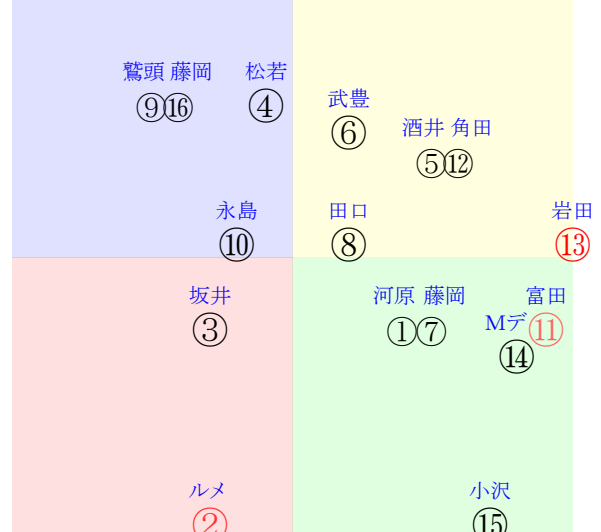 鷲頭 藤岡 松若
⑨⑯ ④
武豊
⑥
酒井 角田
⑤⑫
永島 田口 岩田
⑩ ⑧ ⑬
坂井 河原 藤岡 富田
③ ①⑦ Mデ ⑪
⑭
ルメ 小沢
② ⑮